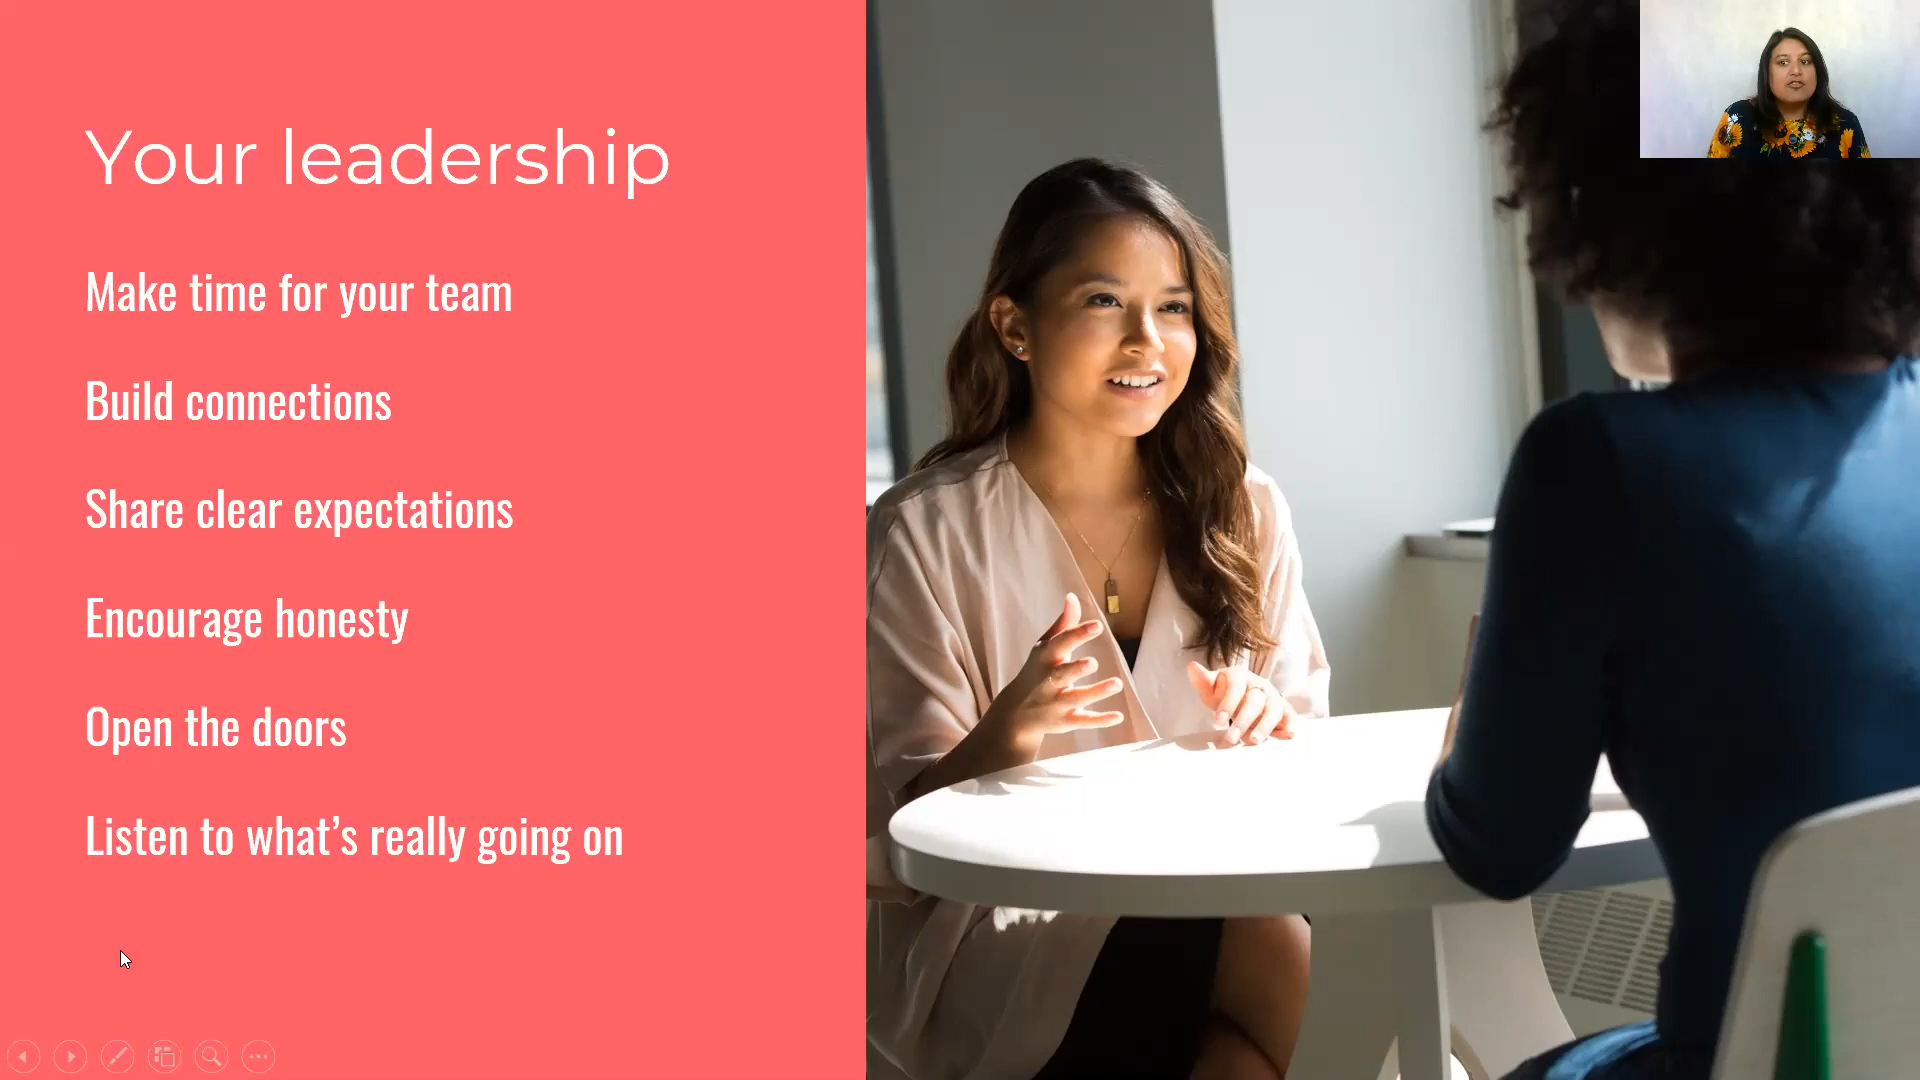 Your leadership
Make time for your team
Build connections
Share clear expectations
Encourage honesty
Open the doors
Listen to what’s really going on